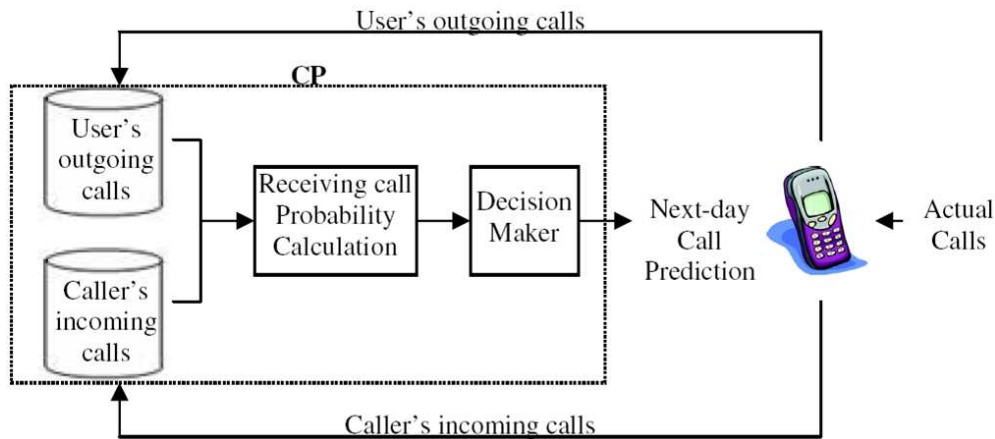 User's outgoing calls
CP
User's
outgoing
calls
Receiving call
Probability
Calculation
Decision
Maker
Next-day
Call
Prediction
Actual
Calls
Caller's
incoming
calls
Caller's incoming calls